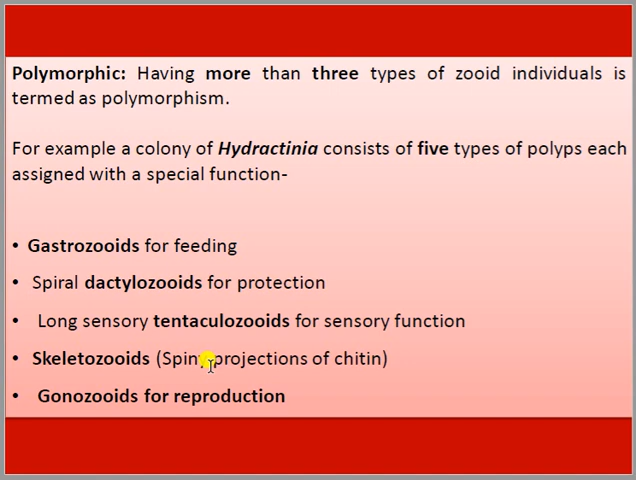 Polymorphic: Having more than three types of zooid individuals is
termed as polymorphism.
For example a colony of Hydractinia consists of five types of polyps each
assigned with a special function-
• Gastrozooids for feeding
• Spiral dactylozooids for protection
• Long sensory tentaculozooids for sensory function
• Skeletozooids (Spiny projections of chitin)
• Gonozooids for reproduction